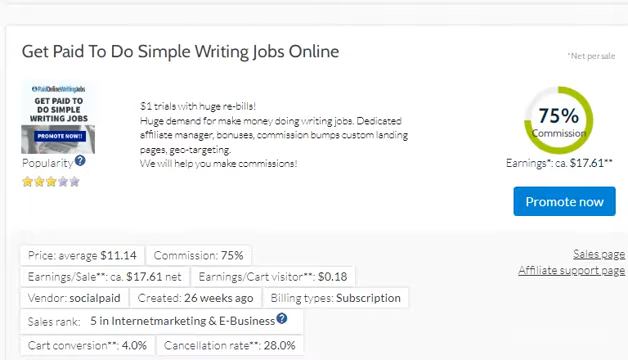 Get Paid To Do Simple Writing Jobs Online
*Net per sale
PaidOnlineWritingJobs
GET PAID TO
DO SIMPLE
WRITING JOBS
PROMOTE NOW!!
$1 trials with huge re-bills!
Huge demand for make money doing writing jobs. Dedicated
affiliate manager, bonuses, commission bumps custom landing
pages, geo-targeting.
We will help you make commissions!
75%
Commission
Popularity ?
Earnings*: ca. $17.61**
Promote now
Price: average $11.14
Commission: 75%
Sales page
Earnings/Sale**: ca. $17.61 net
Earnings/Cart visitor**: $0.18
Affiliate support page
Vendor: socialpaid
Created: 26 weeks ago
Billing types: Subscription
Sales rank: 5 in Internetmarketing & E-Business ?
Cart conversion**: 4.0%
Cancellation rate**: 28.0%